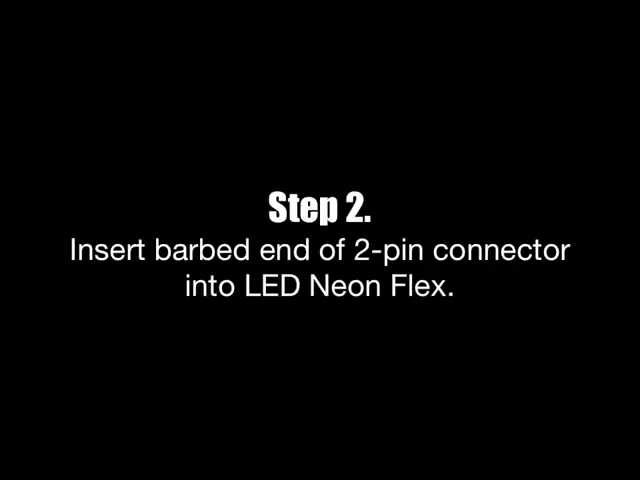 Step 2.
Insert barbed end of 2-pin connector
into LED Neon Flex.